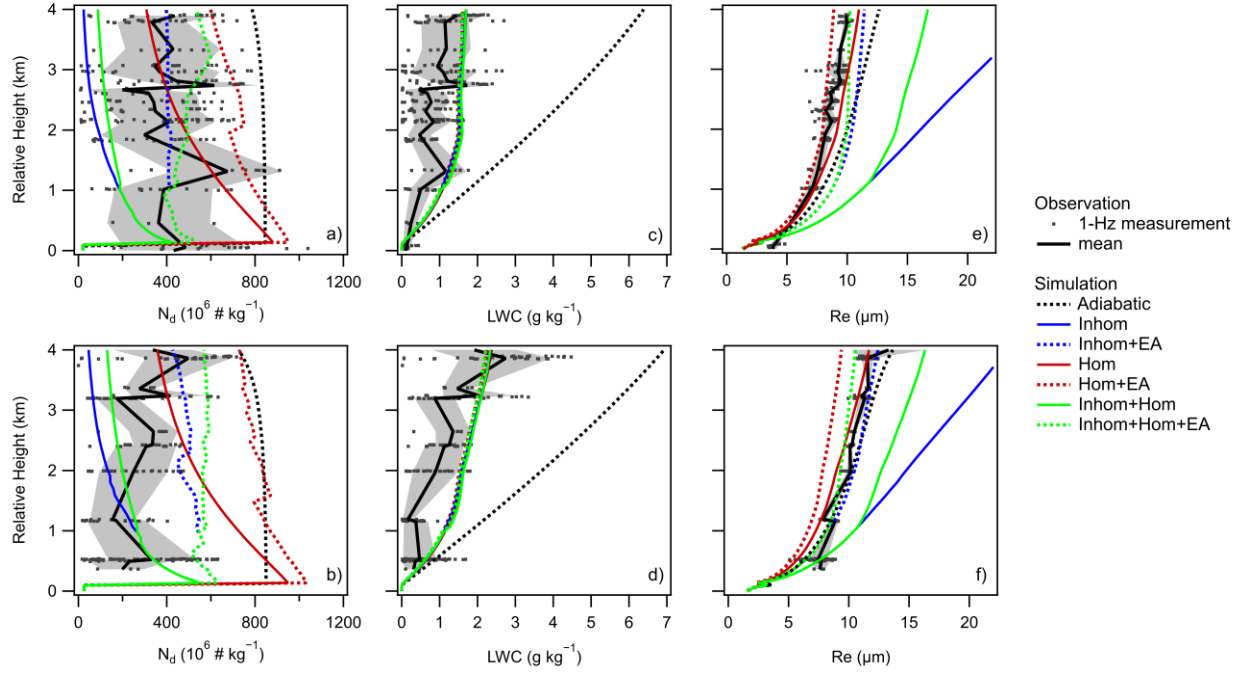 4
3
2
1
0
Relative Height (km)
a)
0 400 800 1200
N_d (10⁶ # kg⁻¹)
c)
0 1 2 3 4 5 6 7
LWC (g kg⁻¹)
e)
0 5 10 15 20
Re (µm)
4
3
2
1
0
Relative Height (km)
b)
0 400 800 1200
N_d (10⁶ # kg⁻¹)
d)
0 1 2 3 4 5 6 7
LWC (g kg⁻¹)
f)
0 5 10 15 20
Re (µm)
Observation
1-Hz measurement
mean
Simulation
Adiabatic
Inhom
Inhom+EA
Hom
Hom+EA
Inhom+Hom
Inhom+Hom+EA